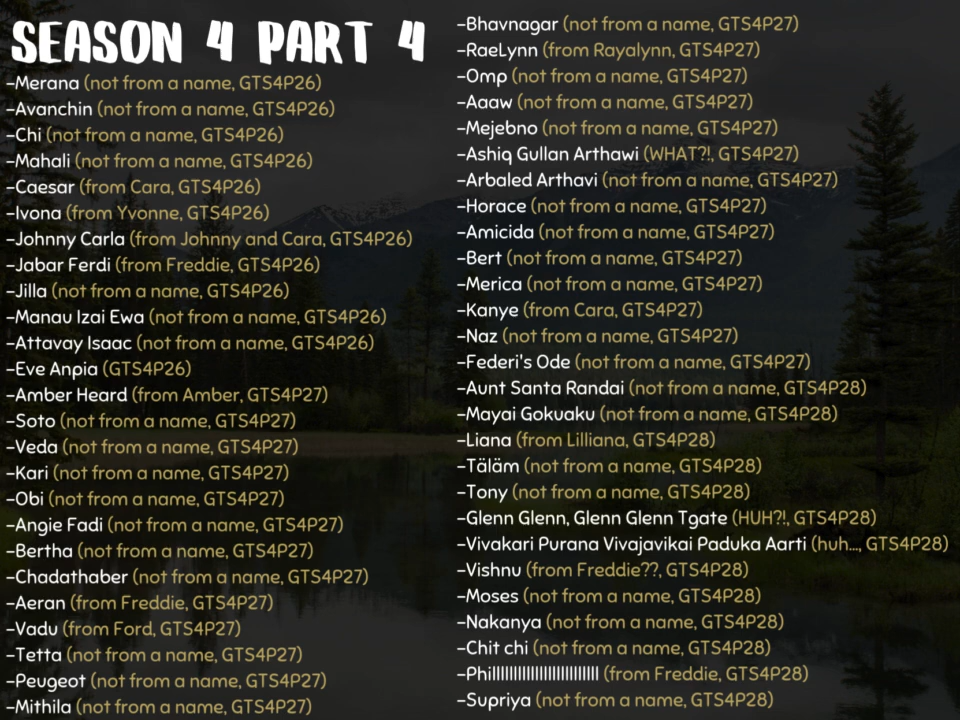 SEASON 4 PART 4
-Merana (not from a name, GTS4P26)
-Avanchin (not from a name, GTS4P26)
-Chi (not from a name, GTS4P26)
-Mahali (not from a name, GTS4P26)
-Caesar (from Cara, GTS4P26)
-Ivona (from Yvonne, GTS4P26)
-Johnny Carla (from Johnny and Cara, GTS4P26)
-Jabar Ferdi (from Freddie, GTS4P26)
-Jilla (not from a name, GTS4P26)
-Manau Izai Ewa (not from a name, GTS4P26)
-Attavay Isaac (not from a name, GTS4P26)
-Eve Anpia (GTS4P26)
-Amber Heard (from Amber, GTS4P27)
-Soto (not from a name, GTS4P27)
-Veda (not from a name, GTS4P27)
-Kari (not from a name, GTS4P27)
-Obi (not from a name, GTS4P27)
-Angie Fadi (not from a name, GTS4P27)
-Bertha (not from a name, GTS4P27)
-Chadathaber (not from a name, GTS4P27)
-Aeran (from Freddie, GTS4P27)
-Vadu (from Ford, GTS4P27)
-Tetta (not from a name, GTS4P27)
-Peugeot (not from a name, GTS4P27)
-Mithila (not from a name, GTS4P27)
-Bhavnagar (not from a name, GTS4P27)
-RaeLynn (from Rayalynn, GTS4P27)
-Omp (not from a name, GTS4P27)
-Aaaw (not from a name, GTS4P27)
-Mejebno (not from a name, GTS4P27)
-Ashiq Gullan Arthawi (WHAT?!, GTS4P27)
-Arbaled Arthavi (not from a name, GTS4P27)
-Horace (not from a name, GTS4P27)
-Amicida (not from a name, GTS4P27)
-Bert (not from a name, GTS4P27)
-Merica (not from a name, GTS4P27)
-Kanye (from Cara, GTS4P27)
-Naz (not from a name, GTS4P27)
-Federi's Ode (not from a name, GTS4P27)
-Aunt Santa Randai (not from a name, GTS4P28)
-Mayai Gokuaku (not from a name, GTS4P28)
-Liana (from Lilliana, GTS4P28)
-Täläm (not from a name, GTS4P28)
-Tony (not from a name, GTS4P28)
-Glenn Glenn, Glenn Glenn Tgate (HUH?!, GTS4P28)
-Vivakari Purana Vivajavikai Paduka Aarti (huh..., GTS4P28)
-Vishnu (from Freddie??, GTS4P28)
-Moses (not from a name, GTS4P28)
-Nakanya (not from a name, GTS4P28)
-Chit chi (not from a name, GTS4P28)
-Philllllllllllllllllllllllll (from Freddie, GTS4P28)
-Supriya (not from a name, GTS4P28)